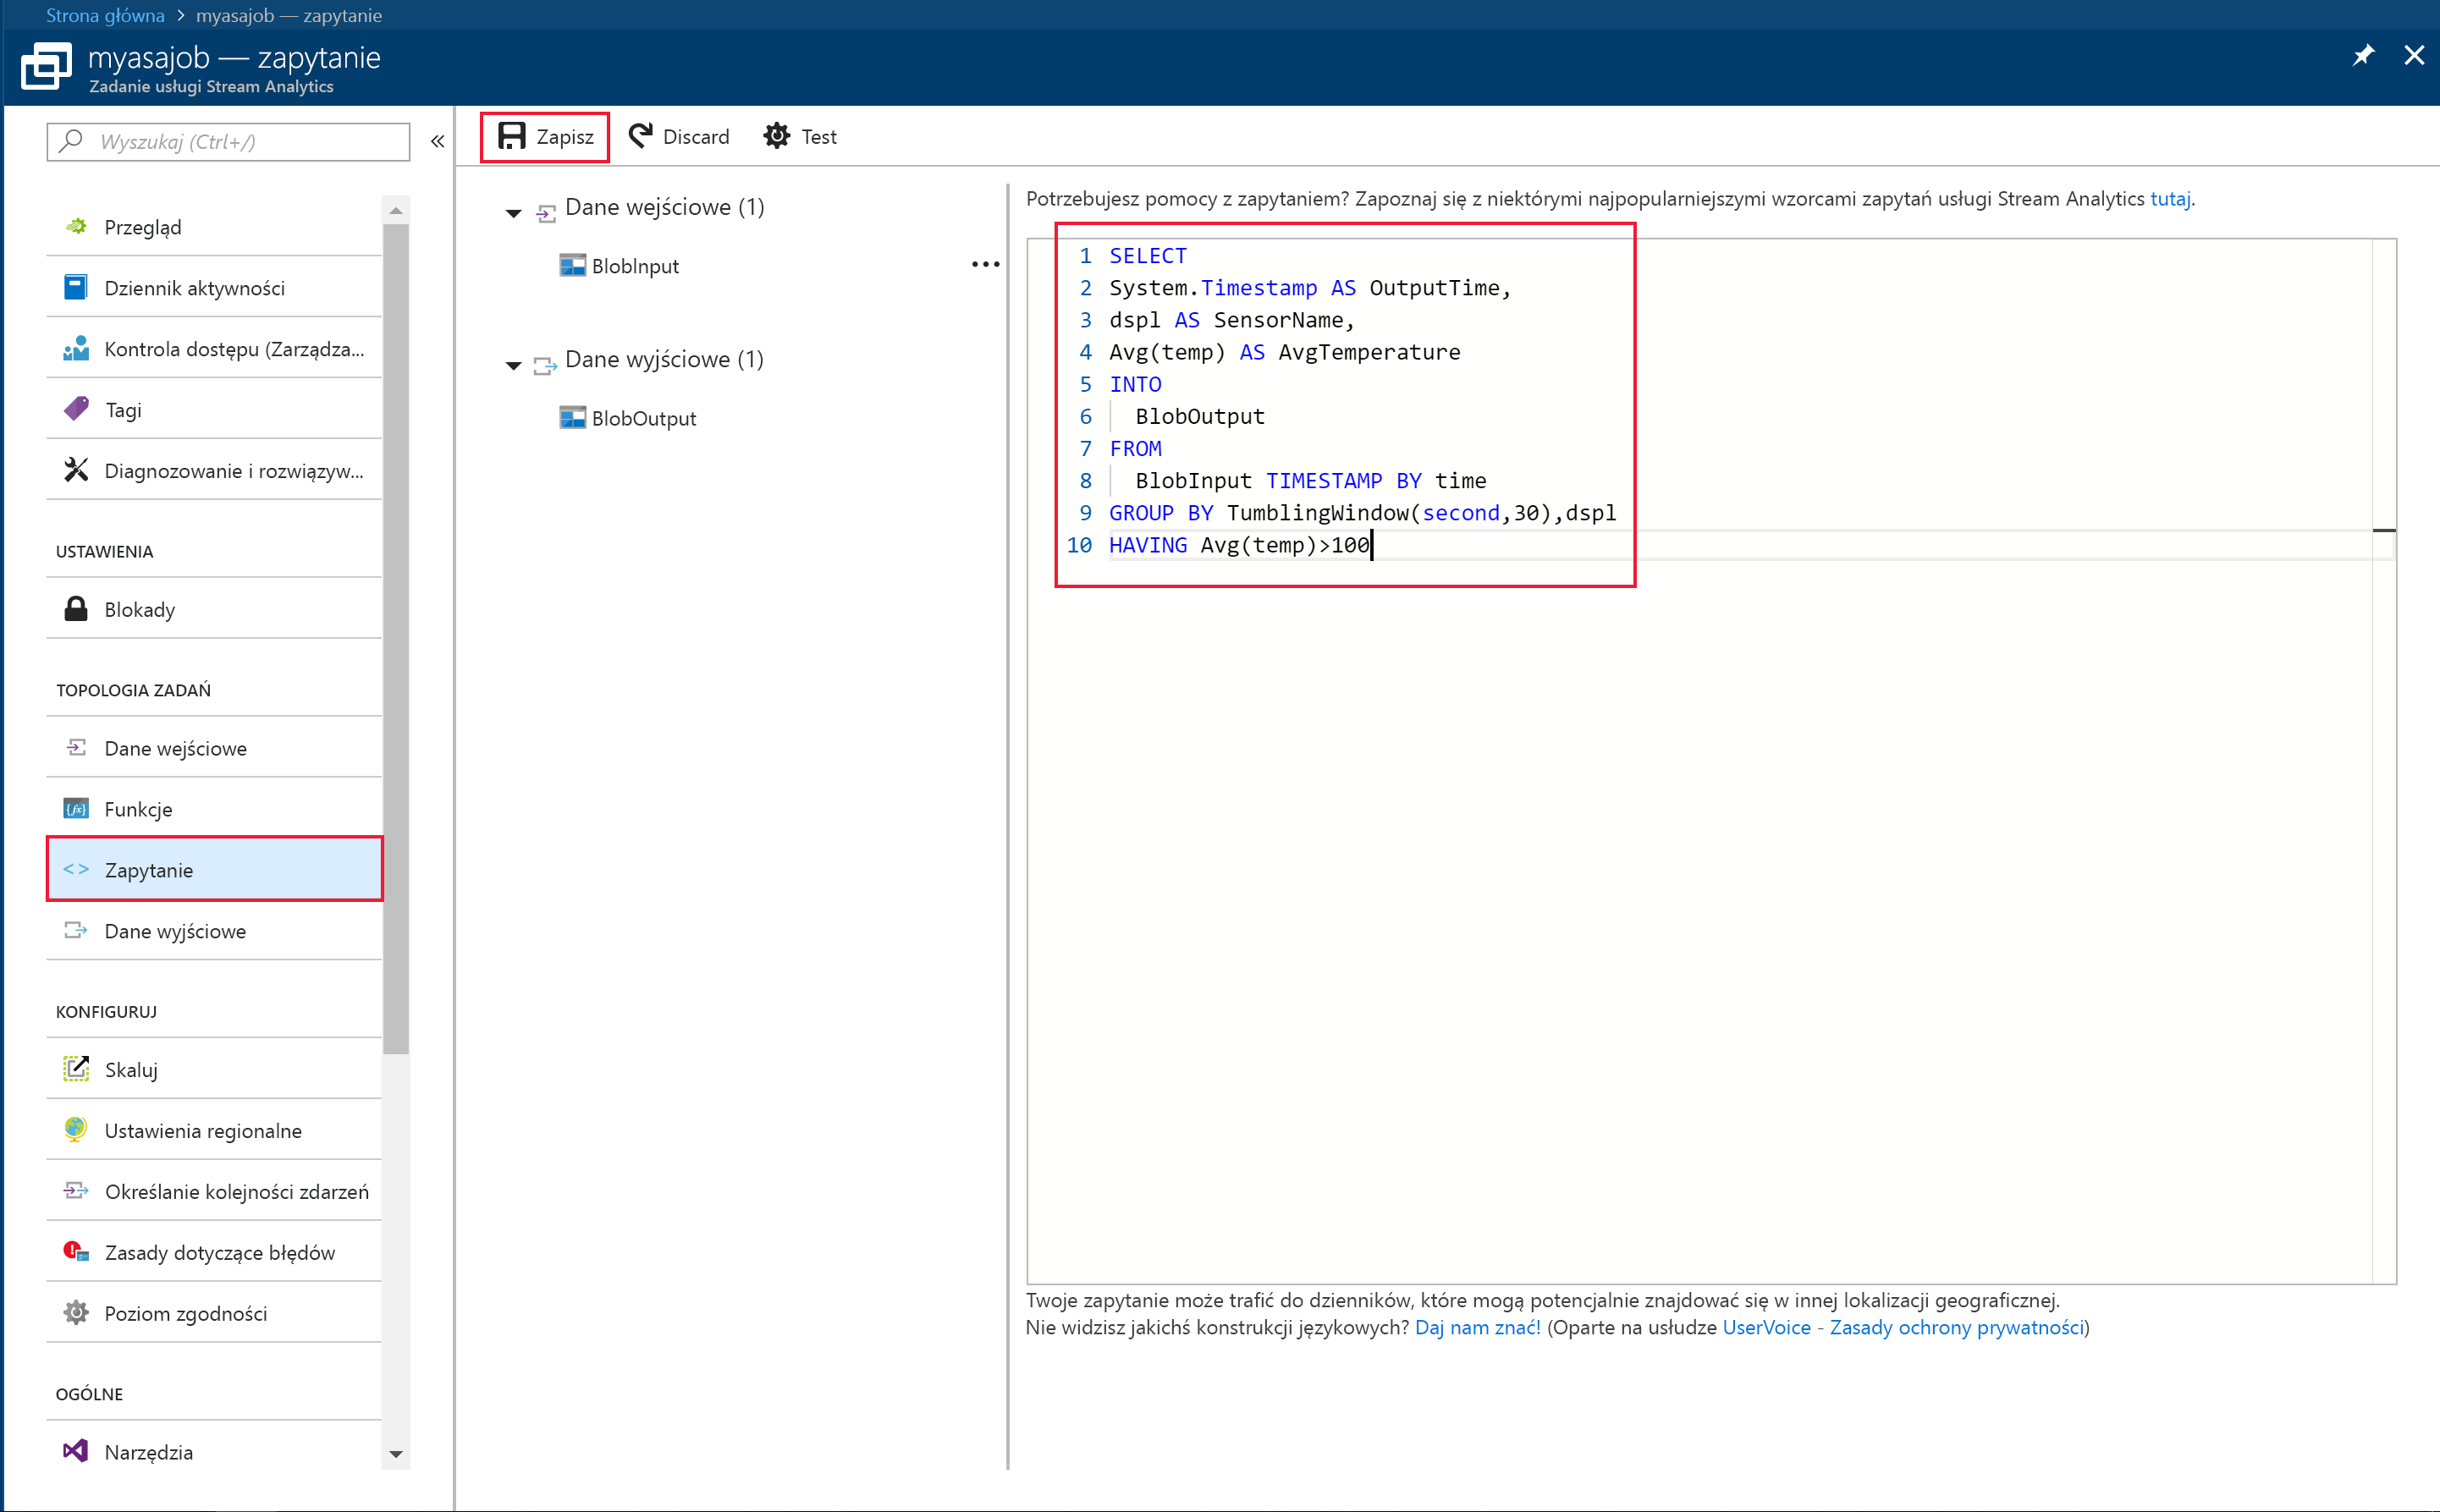 Strona główna > myasajob — zapytanie
myasajob — zapytanie
Zadanie usługi Stream Analytics
Wyszukaj (Ctrl+/)
«
Przegląd
Dziennik aktywności
Kontrola dostępu (Zarządza...
Tagi
Diagnozowanie i rozwiązyw...
USTAWIENIA
Blokady
TOPOLOGIA ZADAŃ
Dane wejściowe
Funkcje
Zapytanie
Dane wyjściowe
KONFIGURUJ
Skaluj
Ustawienia regionalne
Określanie kolejności zdarzeń
Zasady dotyczące błędów
Poziom zgodności
OGÓLNE
Narzędzia
Zapisz Discard Test
Dane wejściowe (1)
BlobInput ...
Dane wyjściowe (1)
BlobOutput
Potrzebujesz pomocy z zapytaniem? Zapoznaj się z niektórymi najpopularniejszymi wzorcami zapytań usługi Stream Analytics tutaj.
1 SELECT
2 System.Timestamp AS OutputTime,
3 dspl AS SensorName,
4 Avg(temp) AS AvgTemperature
5 INTO
6 BlobOutput
7 FROM
8 BlobInput TIMESTAMP BY time
9 GROUP BY TumblingWindow(second,30),dspl
10 HAVING Avg(temp)>100
Twoje zapytanie może trafić do dzienników, które mogą potencjalnie znajdować się w innej lokalizacji geograficznej.
Nie widzisz jakichś konstrukcji językowych? Daj nam znać! (Oparte na usłudze UserVoice - Zasady ochrony prywatności)